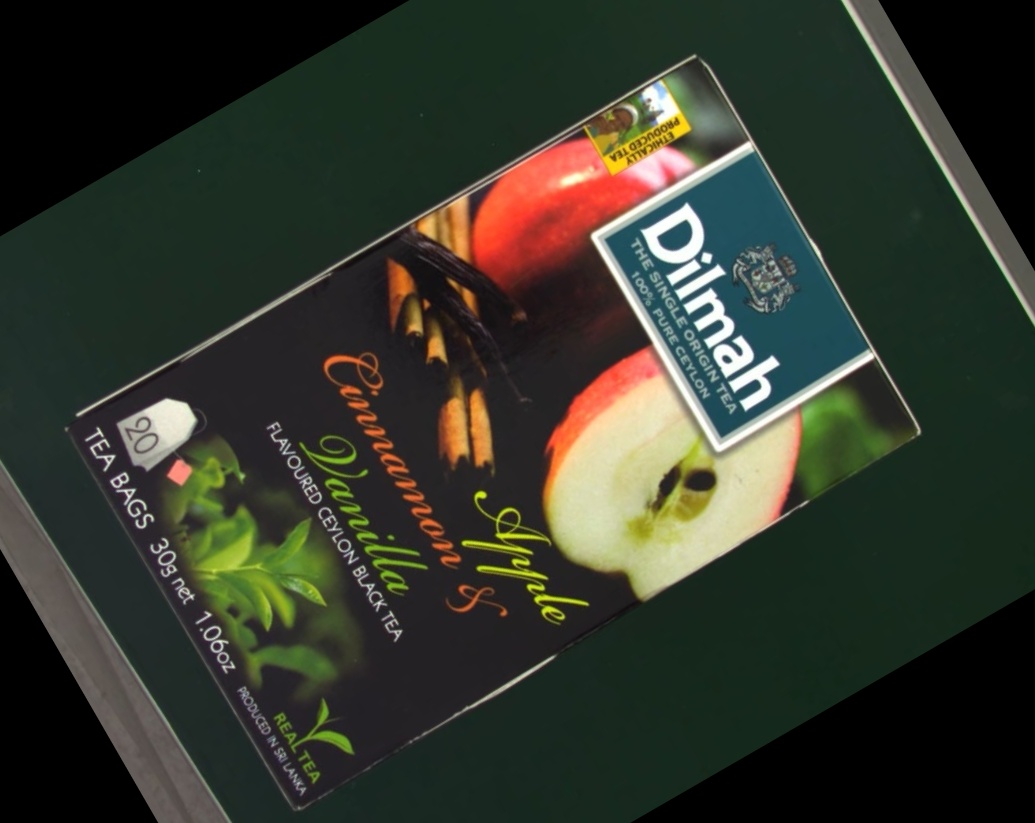 ETHICALLY
PRODUCED TEA
Dilmah
THE SINGLE ORIGIN TEA
100% PURE CEYLON
Apple
Cinnamon &
Vanilla
FLAVOURED CEYLON BLACK TEA
20
TEA BAGS 30g net 1.06oz
REAL TEA
PRODUCED IN SRI LANKA